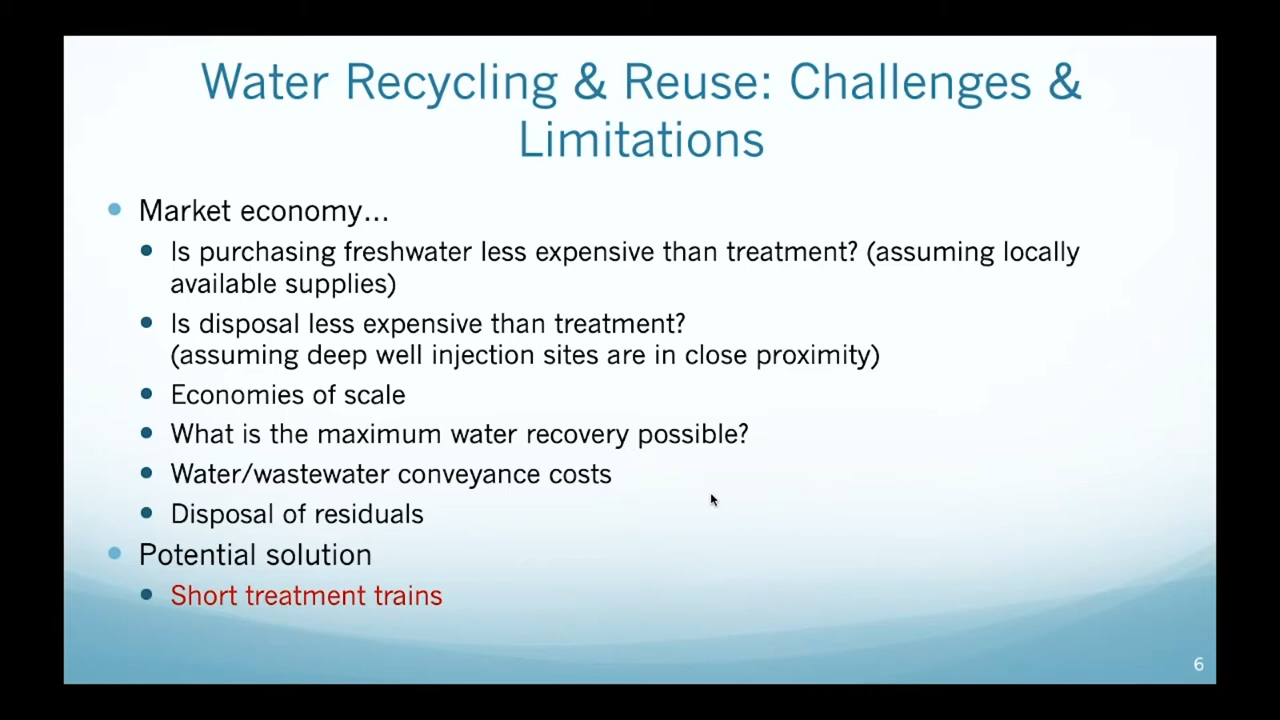 Water Recycling & Reuse: Challenges &
Limitations
Market economy...
Is purchasing freshwater less expensive than treatment? (assuming locally
available supplies)
Is disposal less expensive than treatment?
(assuming deep well injection sites are in close proximity)
Economies of scale
What is the maximum water recovery possible?
Water/wastewater conveyance costs
Disposal of residuals
Potential solution
Short treatment trains
6